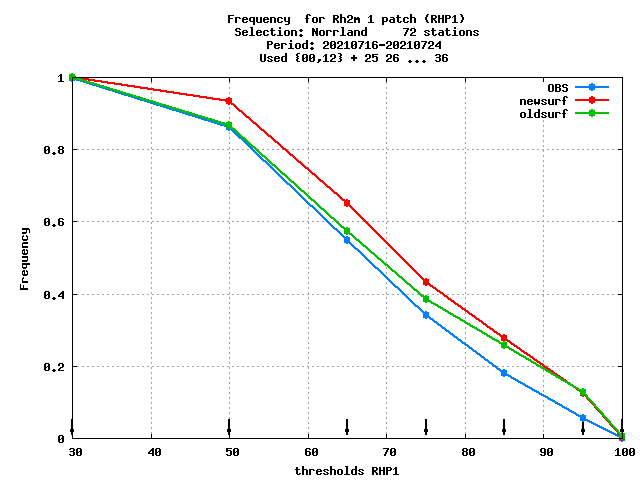 Frequency  for Rh2m 1 patch (RHP1)
Selection: Norrland     72 stations
Period: 20210716-20210724
Used {00,12} + 25 26 ... 36
OBS
newsurf
oldsurf
1
0.8
0.6
0.4
0.2
0
Frequency
30 40 50 60 70 80 90 100
thresholds RHP1